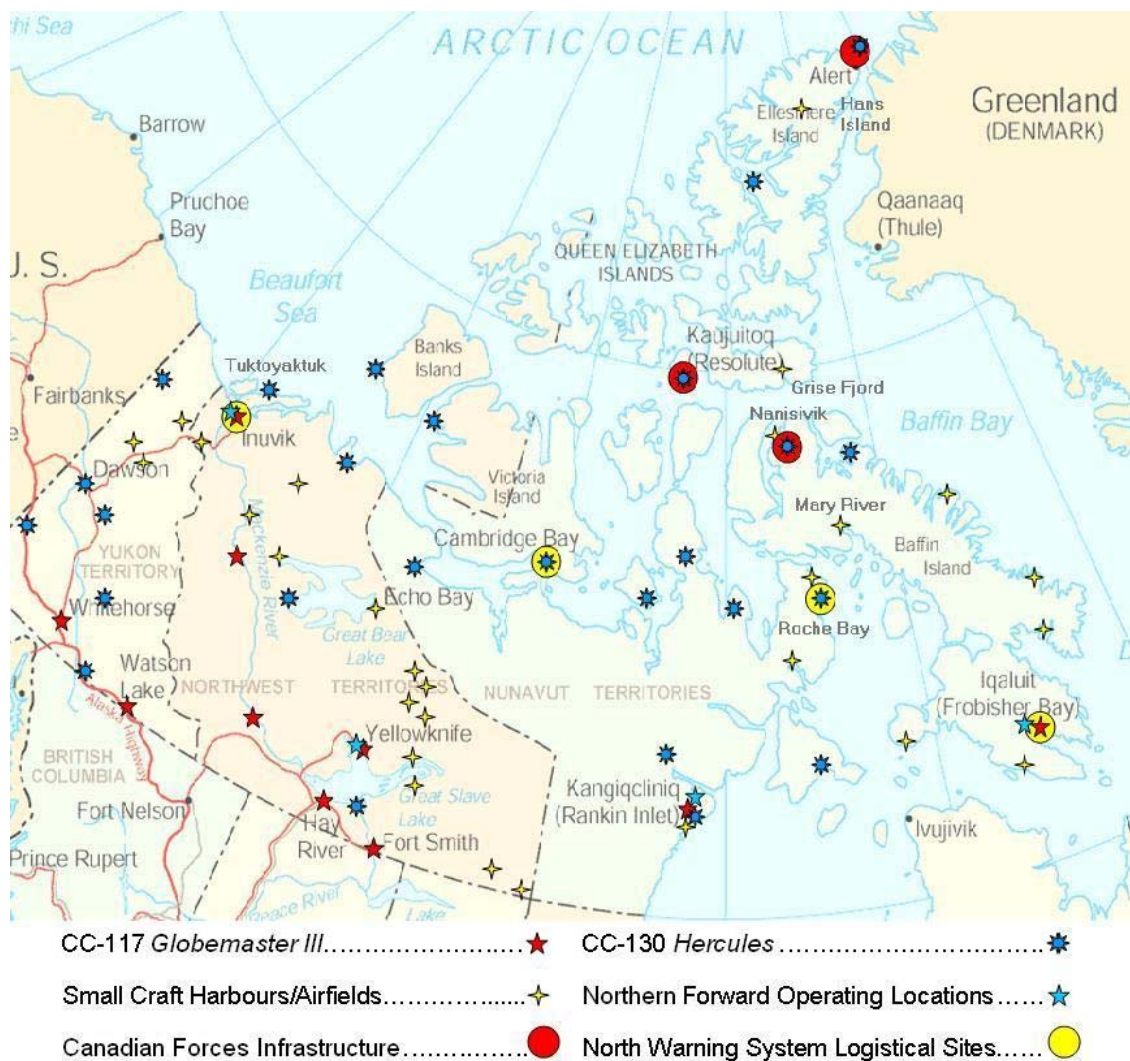 chi Sea
ARCTIC OCEAN
Alert
Ellesmere
Island
Hans
Island
Greenland
(DENMARK)
Barrow
Pruchoe
Bay
Qaanaaq
(Thule)
QUEEN ELIZABETH
ISLANDS
J. S.
Beaufort
Sea
Banks
Island
Kaujuitoq
(Resolute)
Tuktoyaktuk
Fairbanks
Grise Fjord
Inuvik
Nanisivik
Baffin Bay
Dawson
Victoria
Island
Mackenzie River
Mary River
Cambridge Bay
Baffin
Island
YUKON
TERRITORY
Echo Bay
Whitehorse
Great Bear
Lake
Roche Bay
Watson
Lake
NORTHWEST TERRITORIES
NUNAVUT TERRITORIES
Iqaluit
(Frobisher Bay)
Alaska Highway
Yellowknife
BRITISH
COLUMBIA
Fort Nelson
Great Slave
Lake
Kangiqcliniq
(Rankin Inlet)
Hay
River
Fort Smith
Ivujivik
Prince Rupert
Peace River
Lake
CC-117 Globemaster III..............................
CC-130 Hercules ....................................
Small Craft Harbours/Airfields......................
Northern Forward Operating Locations ......
Canadian Forces Infrastructure.................
North Warning System Logistical Sites.....